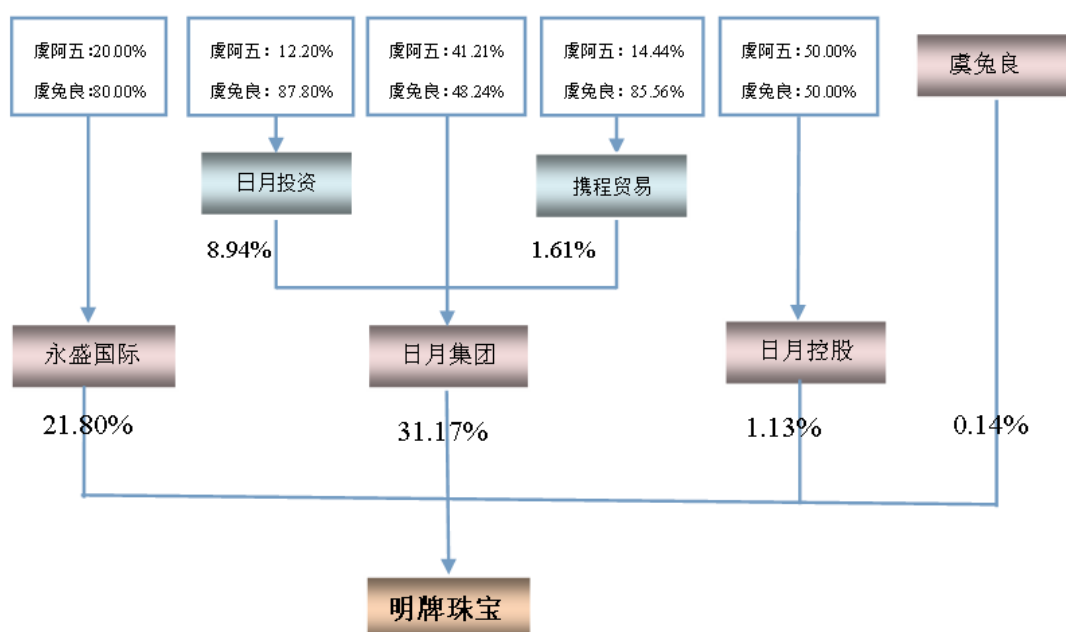 虞阿五:20.00%
虞兔良:80.00%
虞阿五：12.20%
虞兔良：87.80%
虞阿五:41.21%
虞兔良:48.24%
虞阿五：14.44%
虞兔良：85.56%
虞阿五：50.00%
虞兔良：50.00%
虞兔良
日月投资
携程贸易
8.94%
1.61%
永盛国际
日月集团
日月控股
21.80%
31.17%
1.13%
0.14%
明牌珠宝